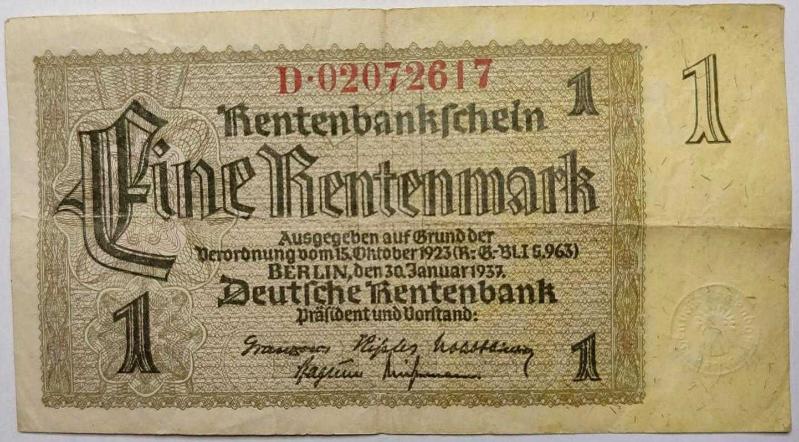 D·02072617
1
1
Rentenbankschein
Eine Rentenmark
Ausgegeben auf Grund der
Verordnung vom 15. Oktober 1923 (R.-G.-Bl I S. 963)
BERLIN, den 30. Januar 1937.
Deutsche Rentenbank
Präsident und Vorstand:
1
1